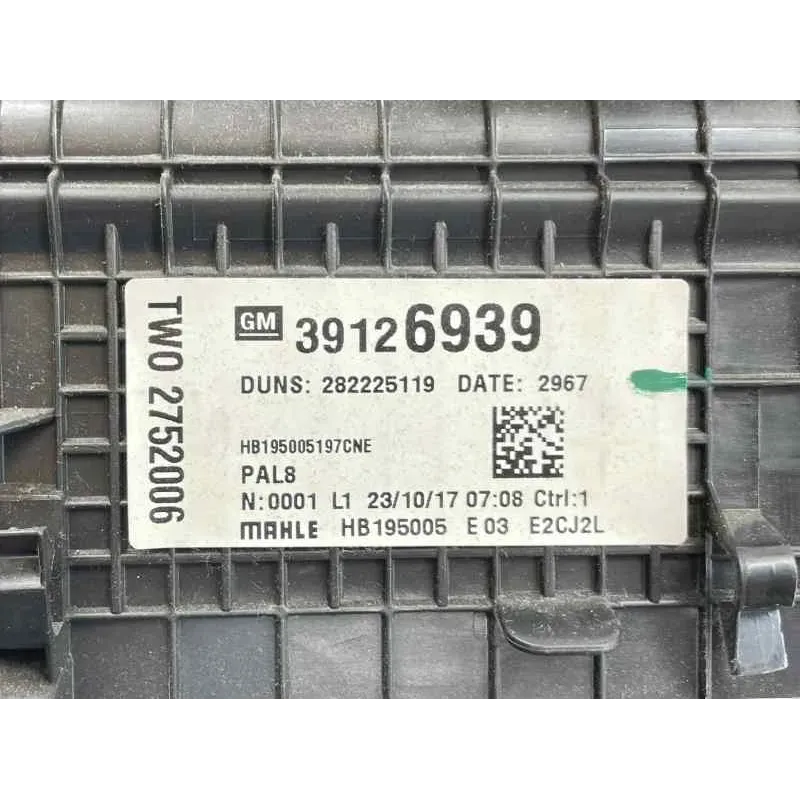 TWO 2752006
GM 39126939
DUNS: 282225119 DATE: 2967
HB195005197CNE
PAL8
N:0001 L1 23/10/17 07:08 Ctrl:1
MAHLE HB195005 E 03 E2CJ2L